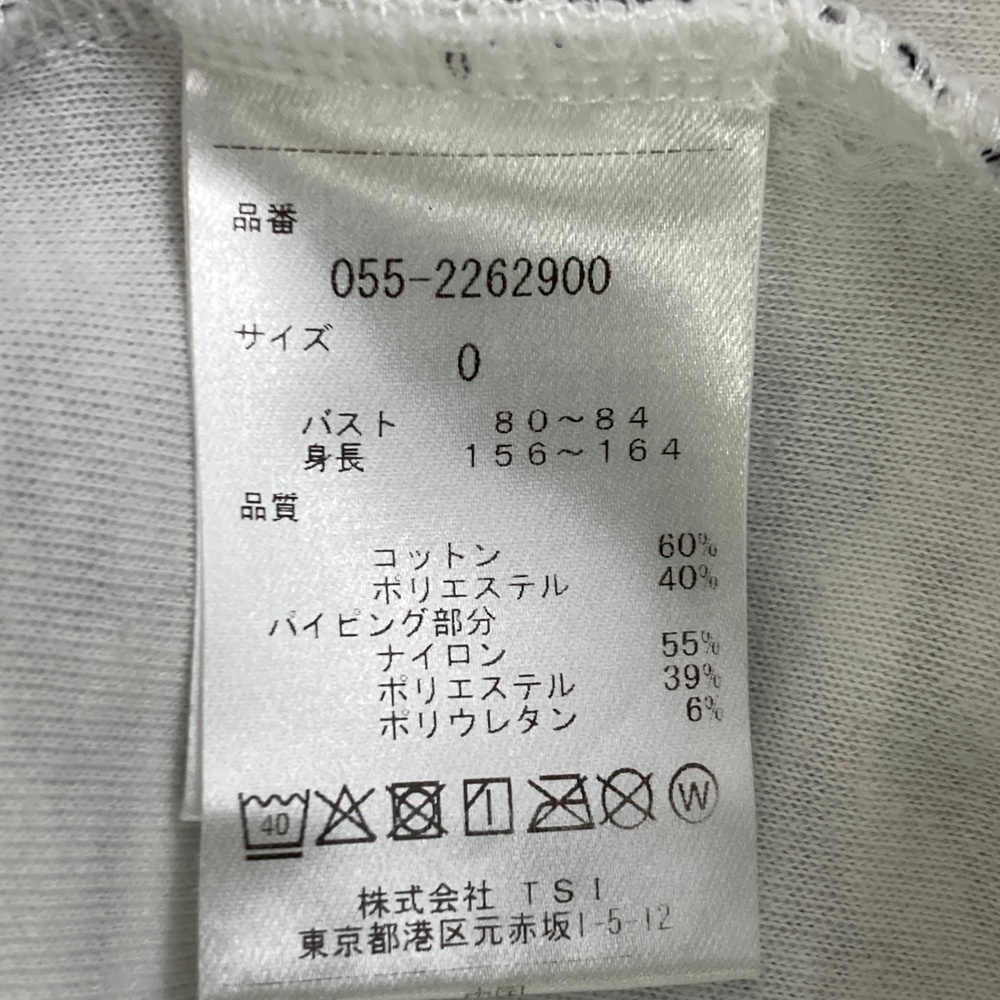 品番
055-2262900
サイズ
0
バスト 80~84
身長 156~164
品質
コットン 60%
ポリエステル 40%
パイピング部分
ナイロン 55%
ポリエステル 39%
ポリウレタン 6%
40 W
株式会社 TSI
東京都港区元赤坂1-5-12